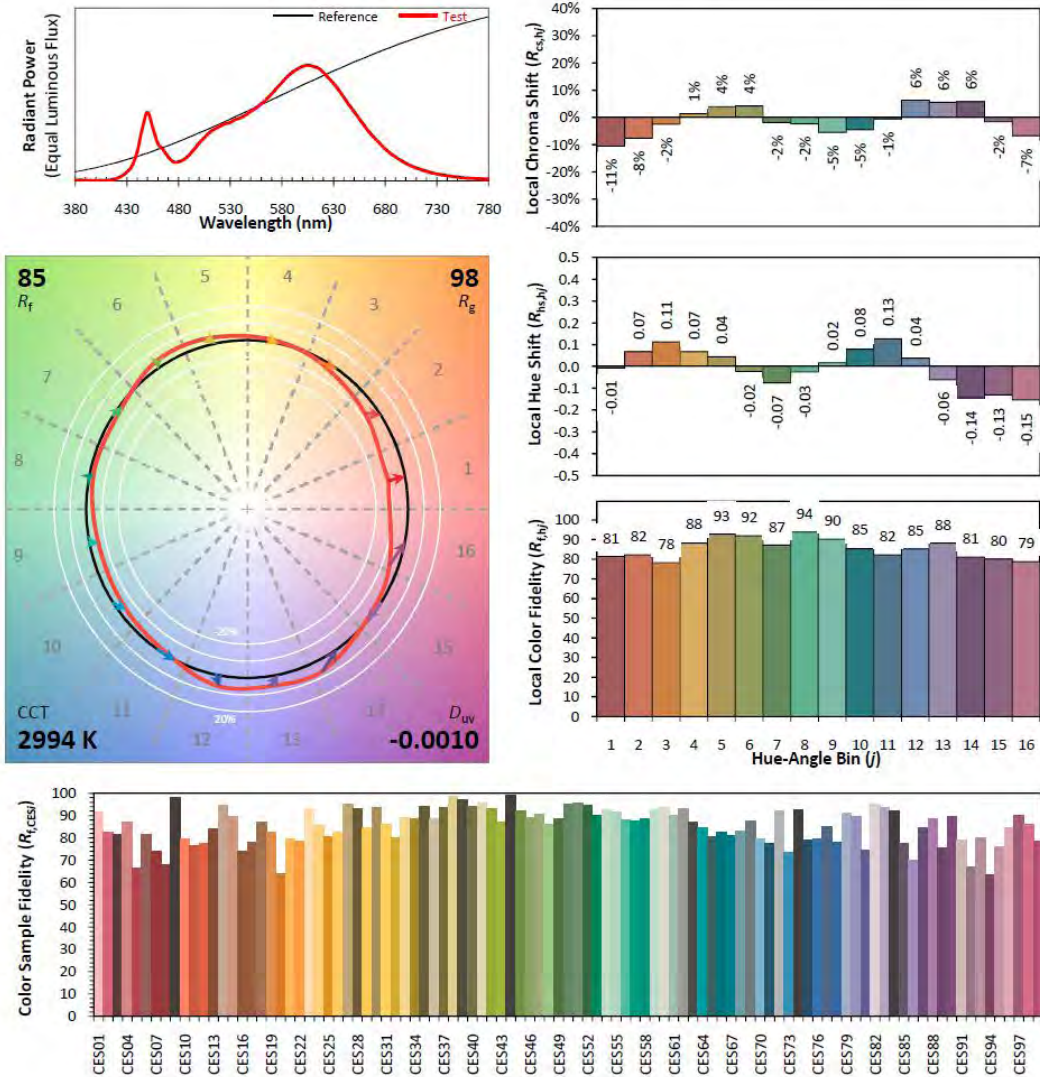 Reference
Test
Radiant Power
(Equal Luminous Flux)
380 430 480 530 580 630 680 730 780
Wavelength (nm)
Local Chroma Shift (Rcs,hj)
40%
30%
20%
10%
0%
-10%
-20%
-30%
-40%
-11% -8% -2% 1% 4% 4% -2% -2% -5% -5% -1% 6% 6% 6% -2% -7%
85
Rf
98
Rg
5 4
6 3
7 2
8 1
9 16
10 15
11
12 13
-20%
20%
CCT
2994 K
Duv
-0.0010
Local Hue Shift (Rhs,hj)
0.5
0.4
0.3
0.2
0.1
0.0
-0.1
-0.2
-0.3
-0.4
-0.5
-0.01 0.07 0.11 0.07 0.04 -0.02 -0.07 -0.03 0.02 0.08 0.13 0.04 -0.06 -0.14 -0.13 -0.15
Local Color Fidelity (Rf,hj)
100
90
80
70
60
50
40
30
20
10
0
81 82 78 88 93 92 87 94 90 85 82 85 88 81 80 79
1 2 3 4 5 6 7 8 9 10 11 12 13 14 15 16
Hue-Angle Bin (j)
Color Sample Fidelity (Rf,CESi)
100
90
80
70
60
50
40
30
20
10
0
CES01 CES04 CES07 CES10 CES13 CES16 CES19 CES22 CES25 CES28 CES31 CES34 CES37 CES40 CES43 CES46 CES49 CES52 CES55 CES58 CES61 CES64 CES67 CES70 CES73 CES76 CES79 CES82 CES85 CES88 CES91 CES94 CES97